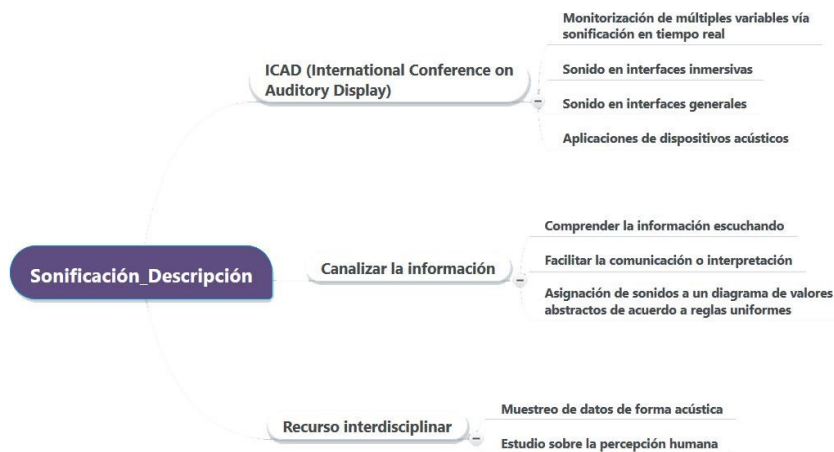 Sonificación_Descripción
ICAD (International Conference on
Auditory Display)
Monitorización de múltiples variables vía
sonificación en tiempo real
Sonido en interfaces inmersivas
Sonido en interfaces generales
Aplicaciones de dispositivos acústicos
Canalizar la información
Comprender la información escuchando
Facilitar la comunicación o interpretación
Asignación de sonidos a un diagrama de valores
abstractos de acuerdo a reglas uniformes
Recurso interdisciplinar
Muestreo de datos de forma acústica
Estudio sobre la percepción humana